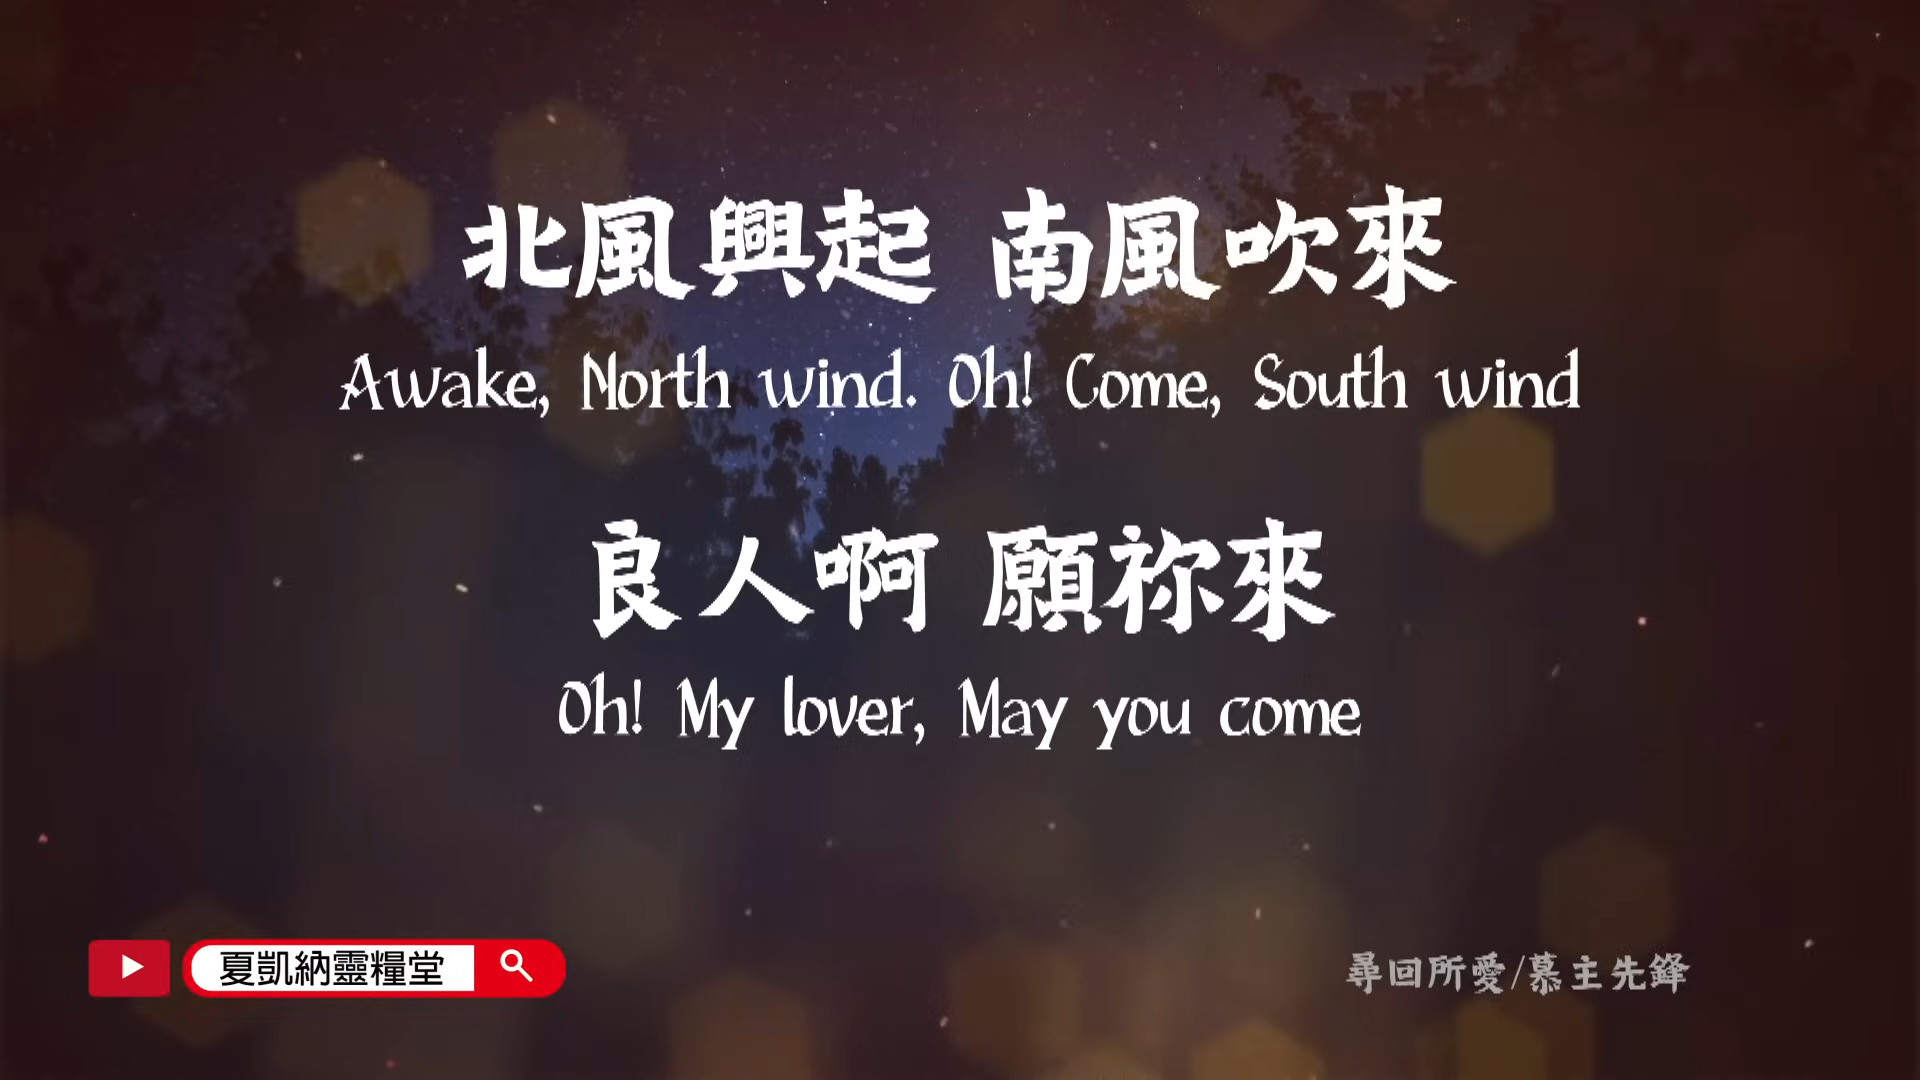 北風興起 南風吹來
Awake, North wind. Oh! Come, South wind
良人啊 願袮來
Oh! My lover, May you come
夏凱納靈糧堂
尋回所愛/慕主先鋒